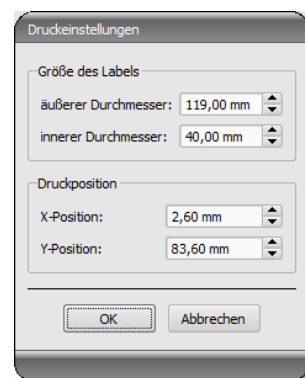 Druckeinstellungen
Größe des Labels
äußerer Durchmesser: 119,00 mm
innerer Durchmesser: 40,00 mm
Druckposition
X-Position: 2,60 mm
Y-Position: 83,60 mm
OK Abbrechen